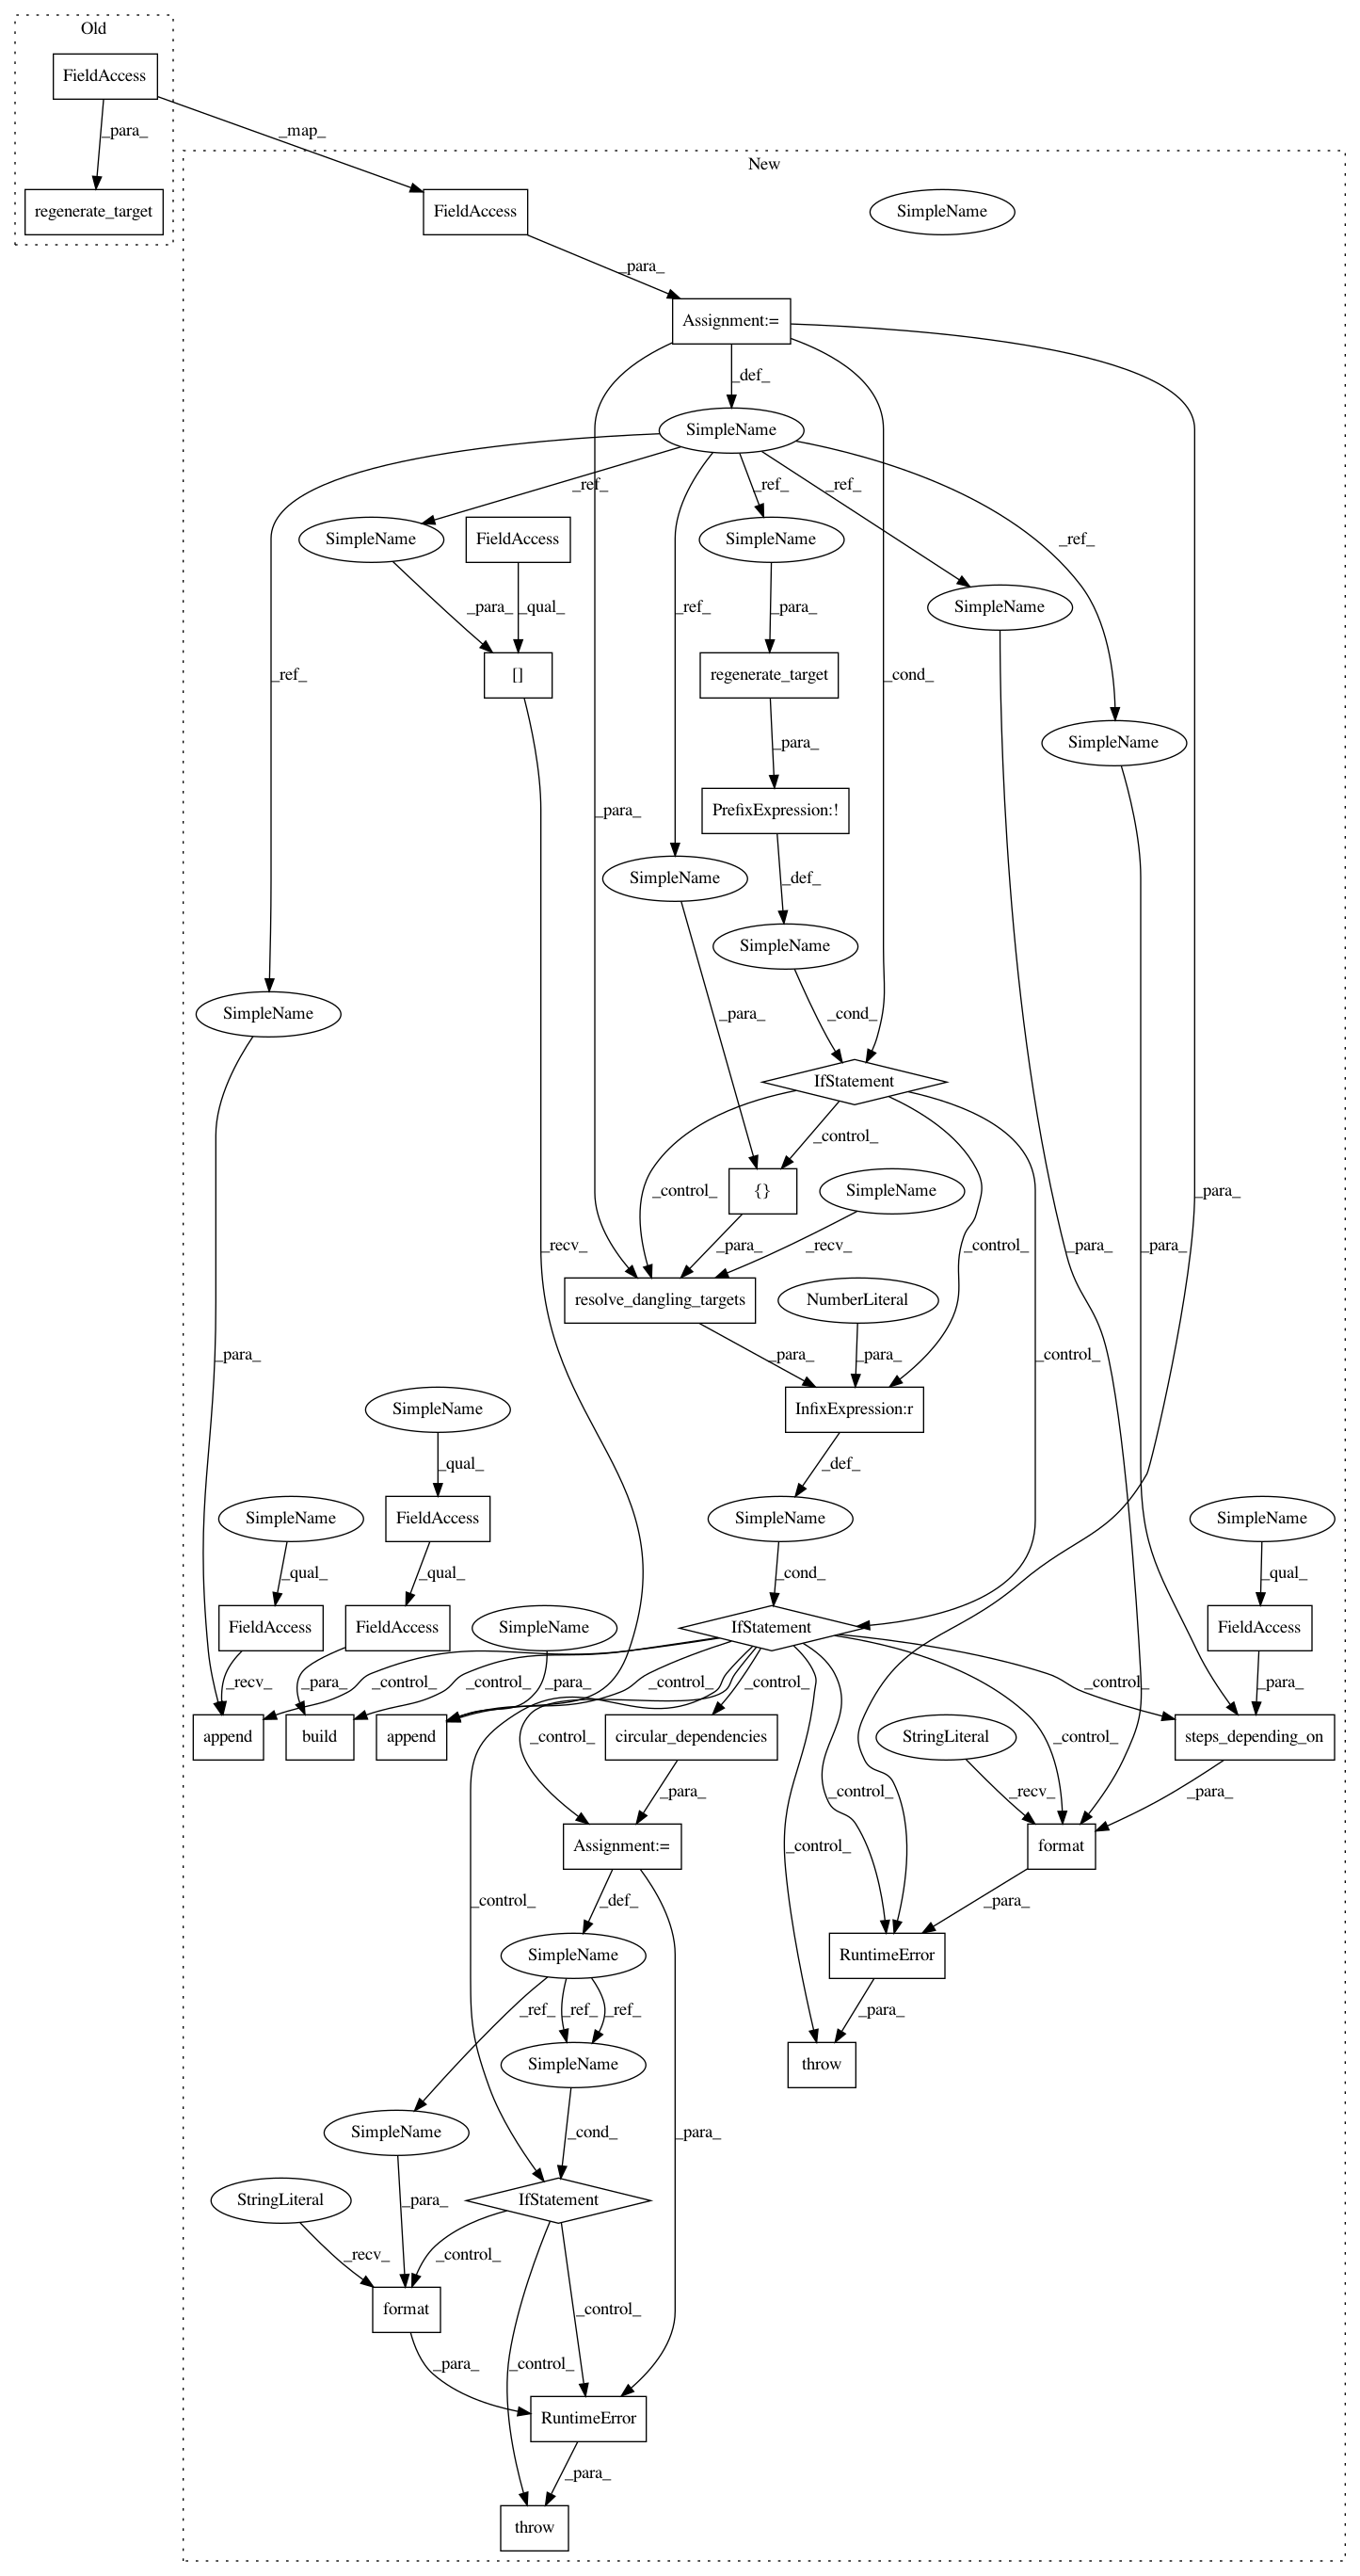 Old
FieldAccess
_para_
_map_
New
regenerate_target
FieldAccess
SimpleName
_para_
Assignment:=
_def_
SimpleName
_ref_
_ref_
_ref_
_ref_
SimpleName
FieldAccess
SimpleName
_para_
_qual_
_ref_
SimpleName
_para_
_ref_
[]
regenerate_target
_cond_
SimpleName
_para_
PrefixExpression:!
_para_
_def_
SimpleName
SimpleName
SimpleName
_para_
_cond_
IfStatement
_control_
{}
SimpleName
_control_
_recv_
_para_
_recv_
_control_
_para_
_para_
_para_
resolve_dangling_targets
NumberLiteral
_para_
_para_
_para_
_control_
SimpleName
InfixExpression:r
_qual_
_def_
SimpleName
FieldAccess
SimpleName
SimpleName
_qual_
_qual_
_cond_
_qual_
FieldAccess
FieldAccess
SimpleName
IfStatement
FieldAccess
_recv_
_para_
_control_
_control_
_para_
_control_
_control_
_control_
_para_
append
build
append
circular_dependencies
StringLiteral
steps_depending_on
_control_
_control_
_recv_
_control_
_para_
_para_
Assignment:=
format
_control_
_control_
_def_
_para_
SimpleName
RuntimeError
_ref_
_ref_
_ref_
_para_
SimpleName
throw
SimpleName
_cond_
_para_
StringLiteral
_para_
IfStatement
_recv_
_control_
format
_control_
_para_
_control_
RuntimeError
_para_
throw